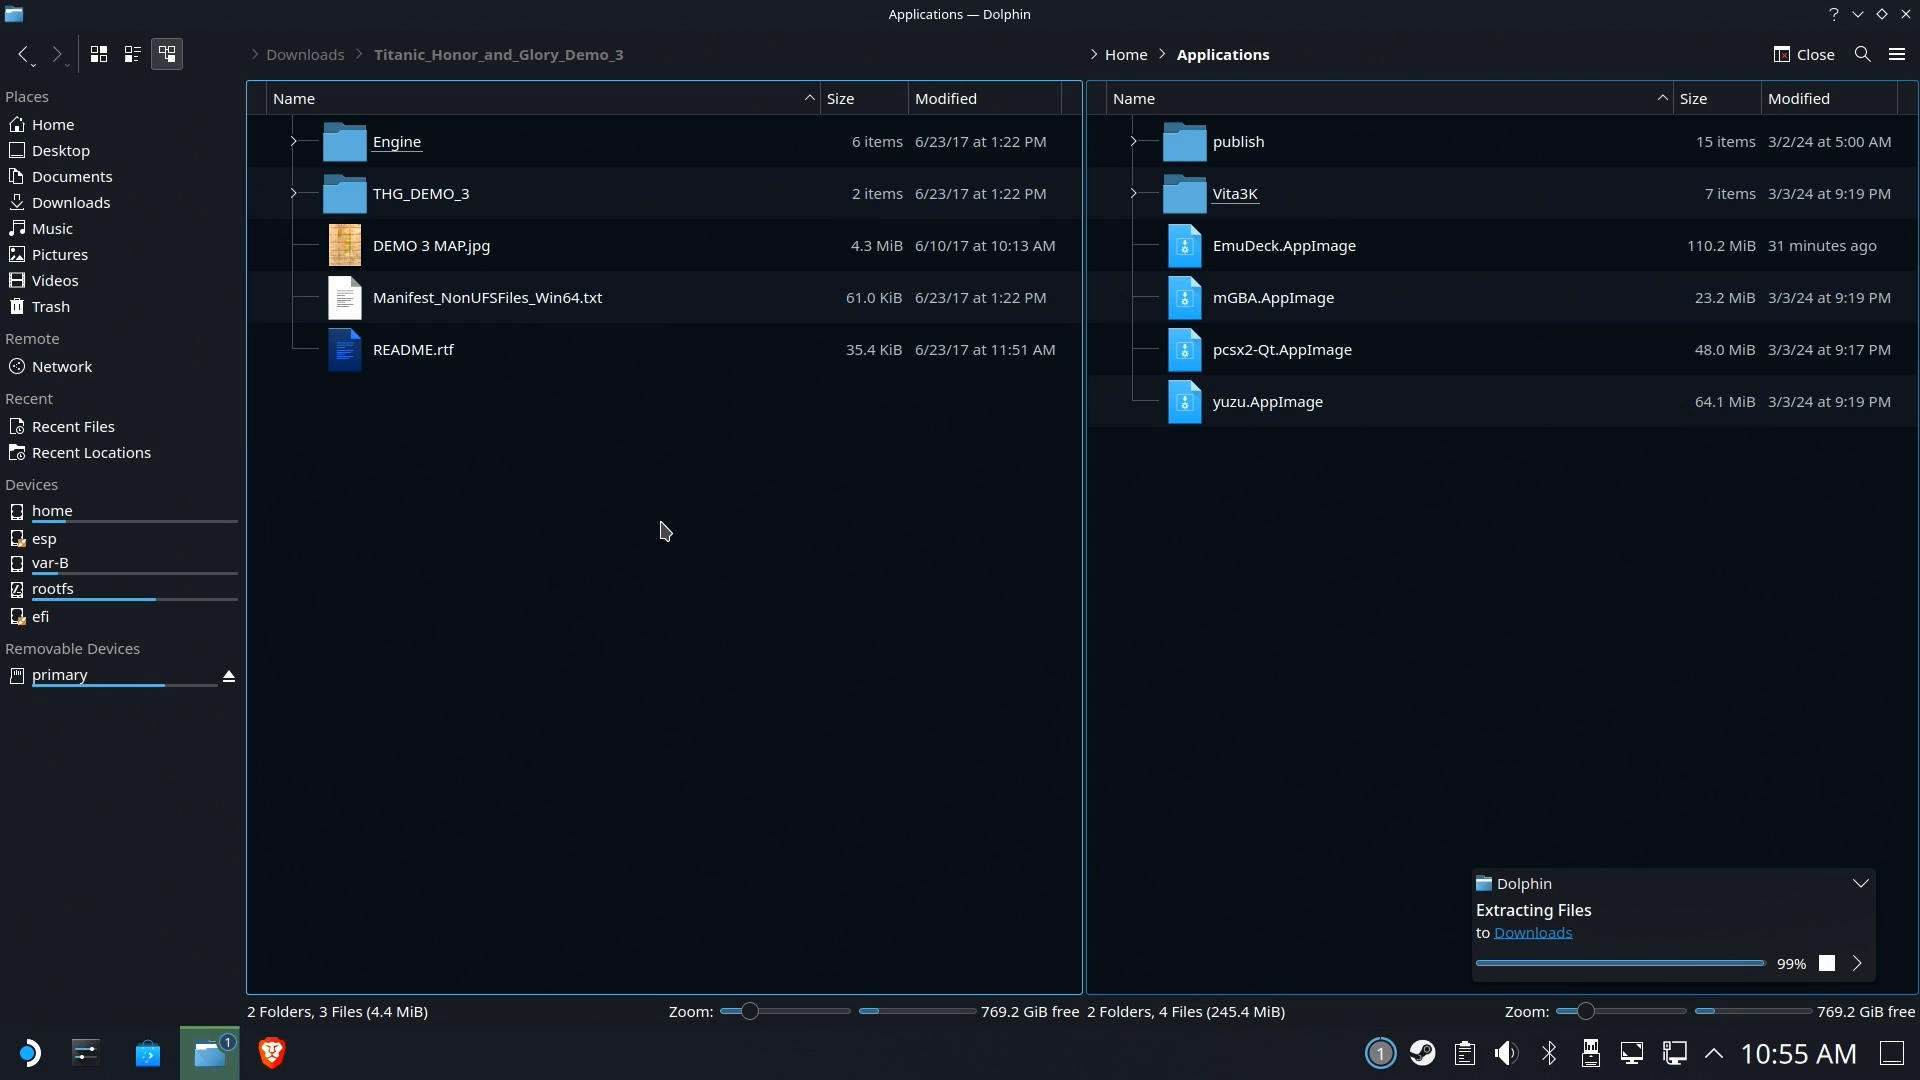 Applications — Dolphin
Downloads
Titanic_Honor_and_Glory_Demo_3
Home
Applications
Close
Places
Home
Desktop
Documents
Downloads
Music
Pictures
Videos
Trash
Remote
Network
Recent
Recent Files
Recent Locations
Devices
home
esp
var-B
rootfs
efi
Removable Devices
primary
Name Size Modified
Engine 6 items 6/23/17 at 1:22 PM
THG_DEMO_3 2 items 6/23/17 at 1:22 PM
DEMO 3 MAP.jpg 4.3 MiB 6/10/17 at 10:13 AM
Manifest_NonUFSFiles_Win64.txt 61.0 KiB 6/23/17 at 1:22 PM
README.rtf 35.4 KiB 6/23/17 at 11:51 AM
2 Folders, 3 Files (4.4 MiB)
Zoom:
769.2 GiB free
Name Size Modified
publish 15 items 3/2/24 at 5:00 AM
Vita3K 7 items 3/3/24 at 9:19 PM
EmuDeck.AppImage 110.2 MiB 31 minutes ago
mGBA.AppImage 23.2 MiB 3/3/24 at 9:19 PM
pcsx2-Qt.AppImage 48.0 MiB 3/3/24 at 9:17 PM
yuzu.AppImage 64.1 MiB 3/3/24 at 9:19 PM
Dolphin
Extracting Files
to Downloads
99%
2 Folders, 4 Files (245.4 MiB)
Zoom:
769.2 GiB free
1
1
10:55 AM